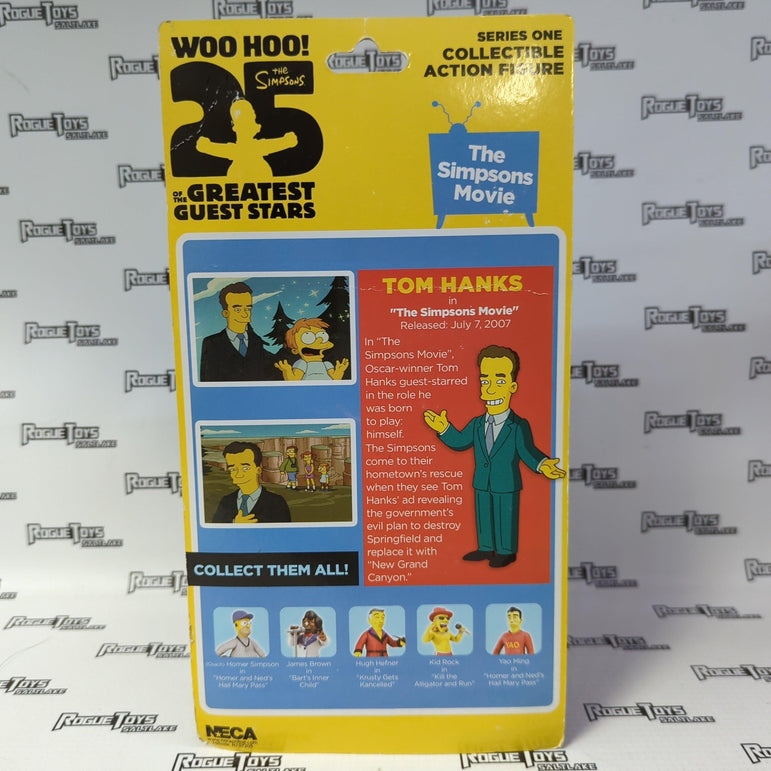 WOO HOO!
25
The
Simpsons
OF THE GREATEST
GUEST STARS
SERIES ONE
COLLECTIBLE
ACTION FIGURE
The
Simpsons
Movie
TOM HANKS
in
"The Simpsons Movie"
Released: July 7, 2007
In "The
Simpsons Movie",
Oscar-winner Tom
Hanks guest-starred
in the role he
was born
to play:
himself.
The Simpsons
come to their
hometown's rescue
when they see Tom
Hanks' ad revealing
the government's
evil plan to destroy
Springfield and
replace it with
"New Grand
Canyon."
COLLECT THEM ALL!
(Coach) Homer Simpson
in
"Homer and Ned's
Hail Mary Pass"
James Brown
in
"Bart's Inner
Child"
Hugh Hefner
in
"Krusty Gets
Kancelled"
Kid Rock
in
"Kill the
Alligator and Run"
YAO
Yao Ming
in
"Homer and Ned's
Hail Mary Pass"
NECA
ROGUE TOYS
SALTLAKE